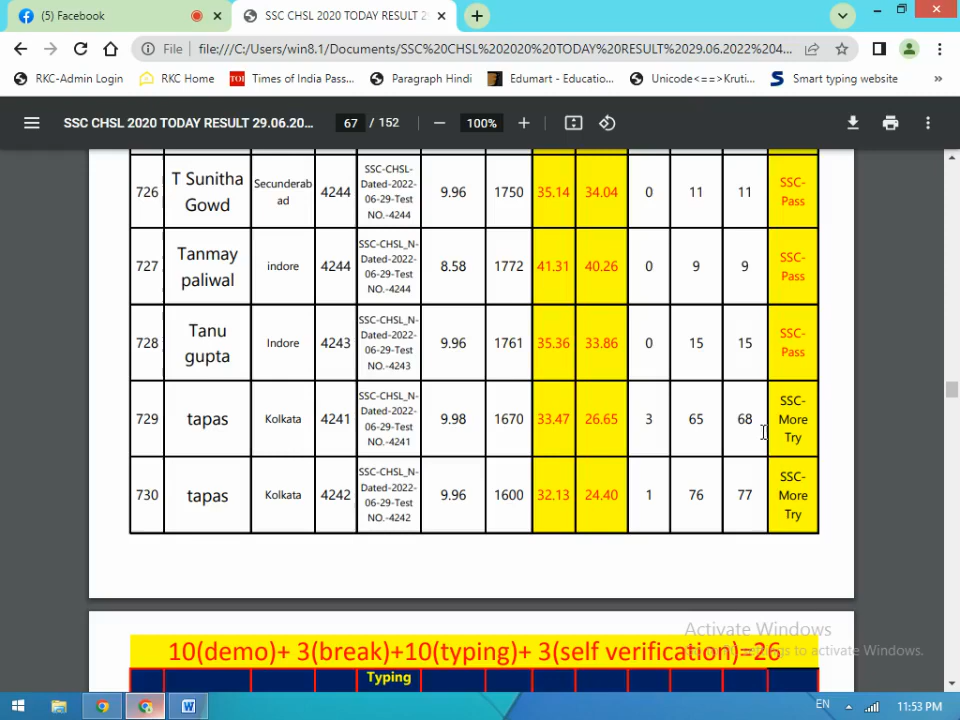 (5) Facebook
SSC CHSL 2020 TODAY RESULT 29
File
file:///C:/Users/win8.1/Documents/SSC%20CHSL%202020%20TODAY%20RESULT%2029.06.2022%204...
RKC-Admin Login
RKC Home
TOI Times of India Pass...
Paragraph Hindi
Edumart - Educatio...
Unicode<==>Kruti...
Smart typing website
»
SSC CHSL 2020 TODAY RESULT 29.06.20...
67 / 152
100%
726 T Sunitha Gowd Secunderabad 4244 SSC-CHSL-Dated-2022-06-29-Test NO.-4244 9.96 1750 35.14 34.04 0 11 11 SSC-Pass
727 Tanmay paliwal indore 4244 SSC-CHSL_N-Dated-2022-06-29-Test NO.-4244 8.58 1772 41.31 40.26 0 9 9 SSC-Pass
728 Tanu gupta Indore 4243 SSC-CHSL_N-Dated-2022-06-29-Test NO.-4243 9.96 1761 35.36 33.86 0 15 15 SSC-Pass
729 tapas Kolkata 4241 SSC-CHSL_N-Dated-2022-06-29-Test NO.-4241 9.98 1670 33.47 26.65 3 65 68 SSC-More Try
730 tapas Kolkata 4242 SSC-CHSL_N-Dated-2022-06-29-Test NO.-4242 9.96 1600 32.13 24.40 1 76 77 SSC-More Try
Activate Windows
10(demo)+ 3(break)+10(typing)+ 3(self verification)=26
settings to activate Windows.
Typing
EN
11:53 PM